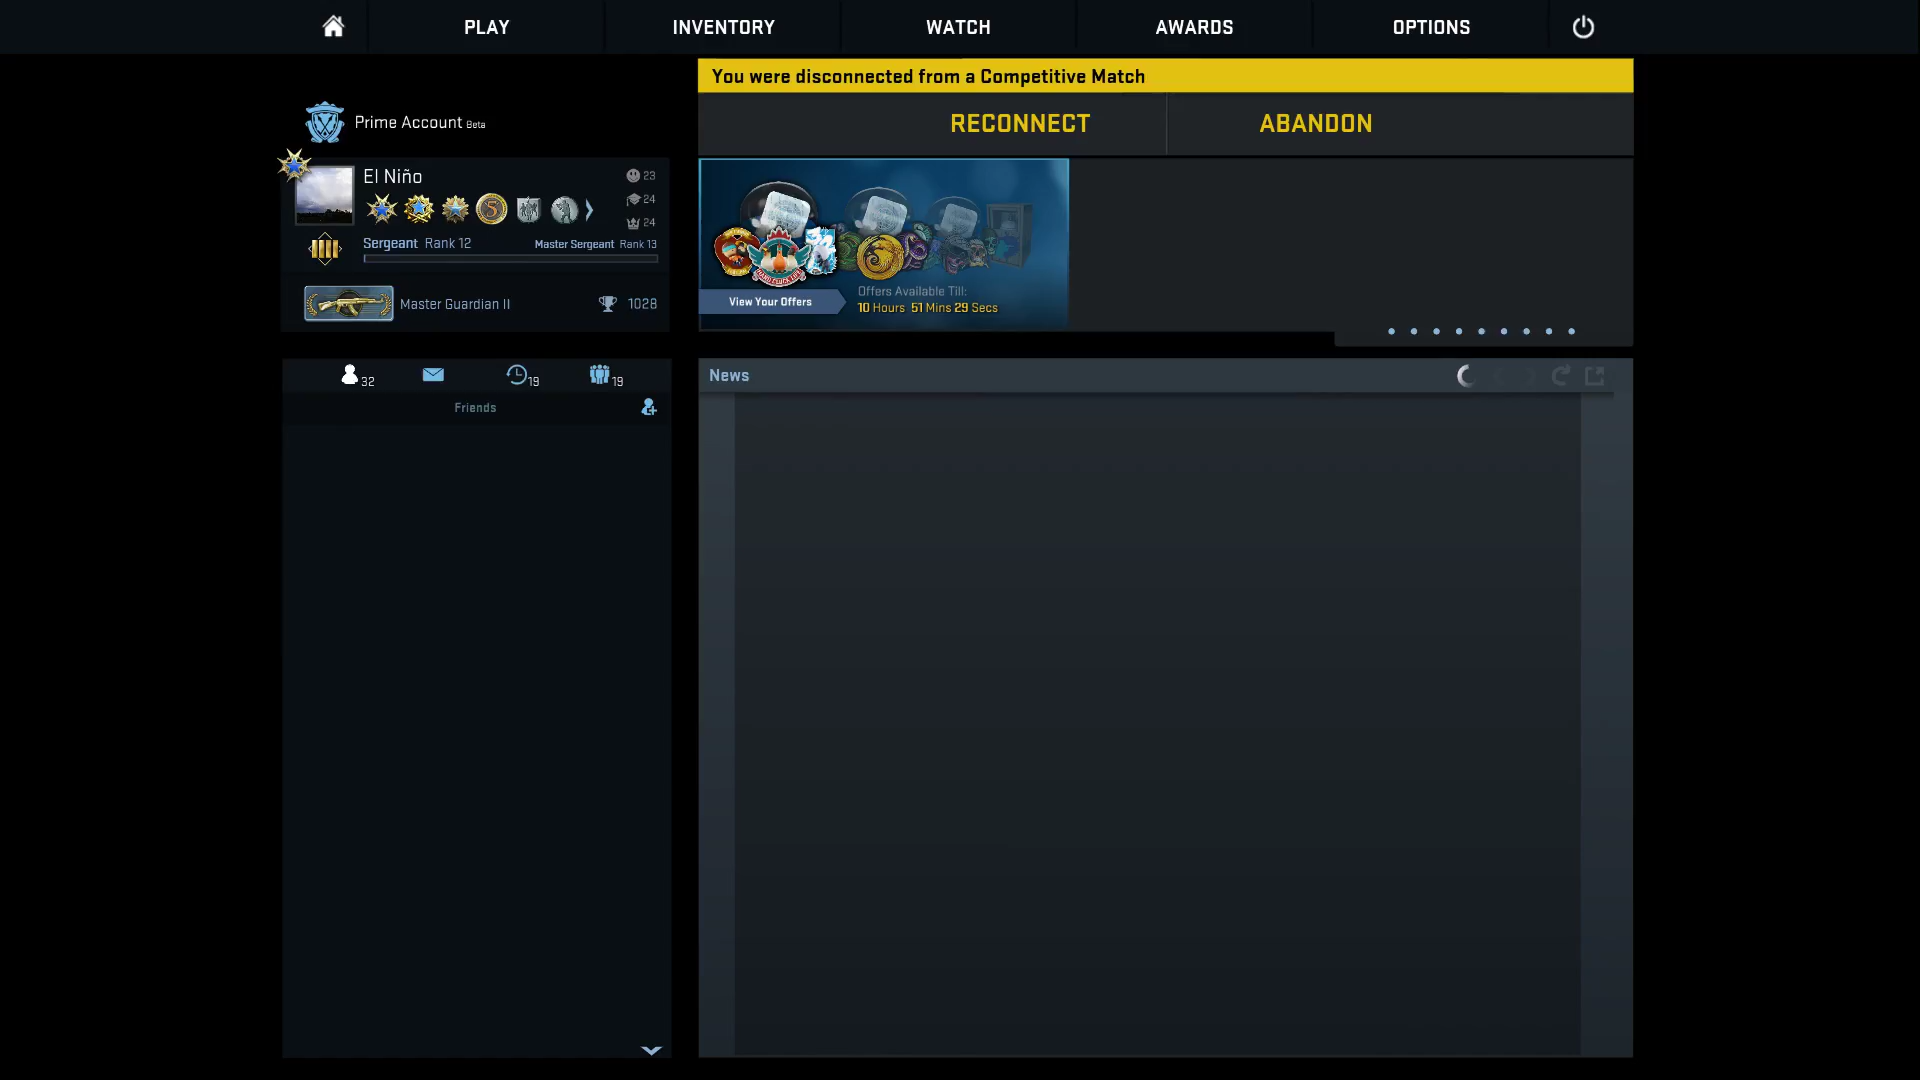 PLAY
INVENTORY
WATCH
AWARDS
OPTIONS
You were disconnected from a Competitive Match
RECONNECT
ABANDON
Prime Account Beta
El Niño
23
24
24
S
Sergeant Rank 12
Master Sergeant Rank 13
Master Guardian II
1028
View Your Offers
Offers Available Till:
10 Hours 51 Mins 29 Secs
32
19
19
Friends
News